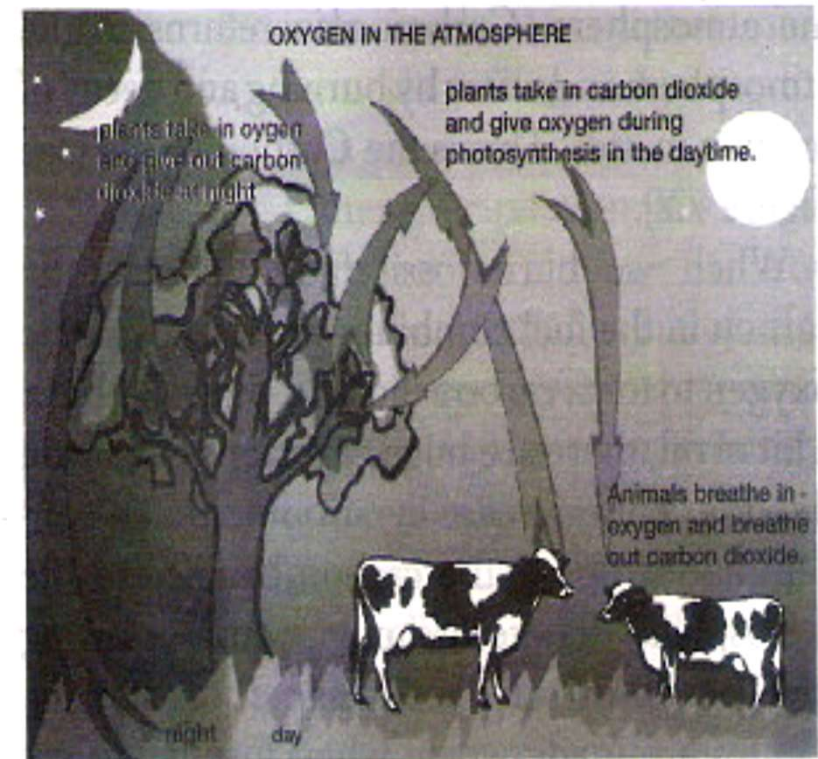 OXYGEN IN THE ATMOSPHERE
plants take in carbon dioxide
and give oxygen during
photosynthesis in the daytime.
plants take in oygen
and give out carbon
dioxide at night
Animals breathe in -
oxygen and breathe
out carbon dioxide.
night day